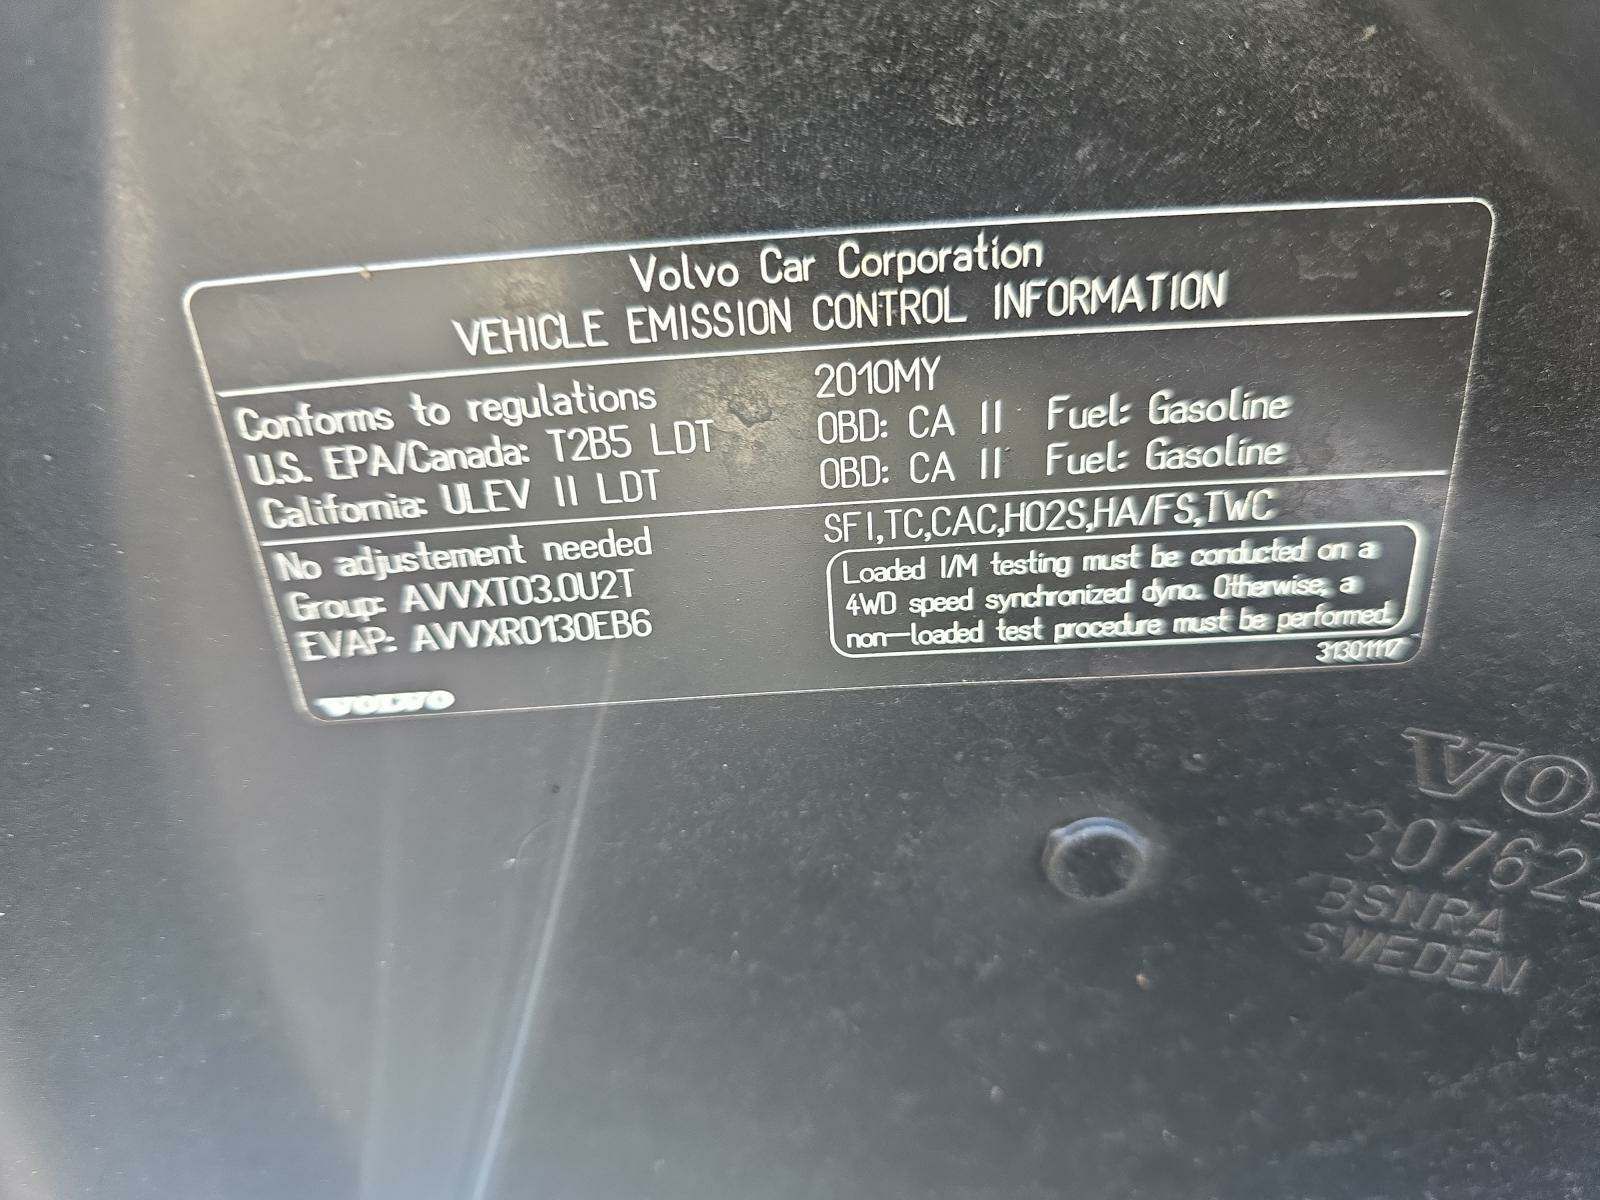 Volvo Car Corporation
VEHICLE EMISSION CONTROL INFORMATION
Conforms to regulations 2010MY
U.S. EPA/Canada: T2B5 LDT OBD: CA II Fuel: Gasoline
California: ULEV II LDT OBD: CA II Fuel: Gasoline
No adjustement needed SFI,TC,CAC,HO2S,HA/FS,TWC
Group: AVVXT03.0U2T
EVAP: AVVXR0130EB6
Loaded I/M testing must be conducted on a
4WD speed synchronized dyno. Otherwise, a
non-loaded test procedure must be performed.
31301117
VOLVO
VO
307622
BSNRA
SWEDEN